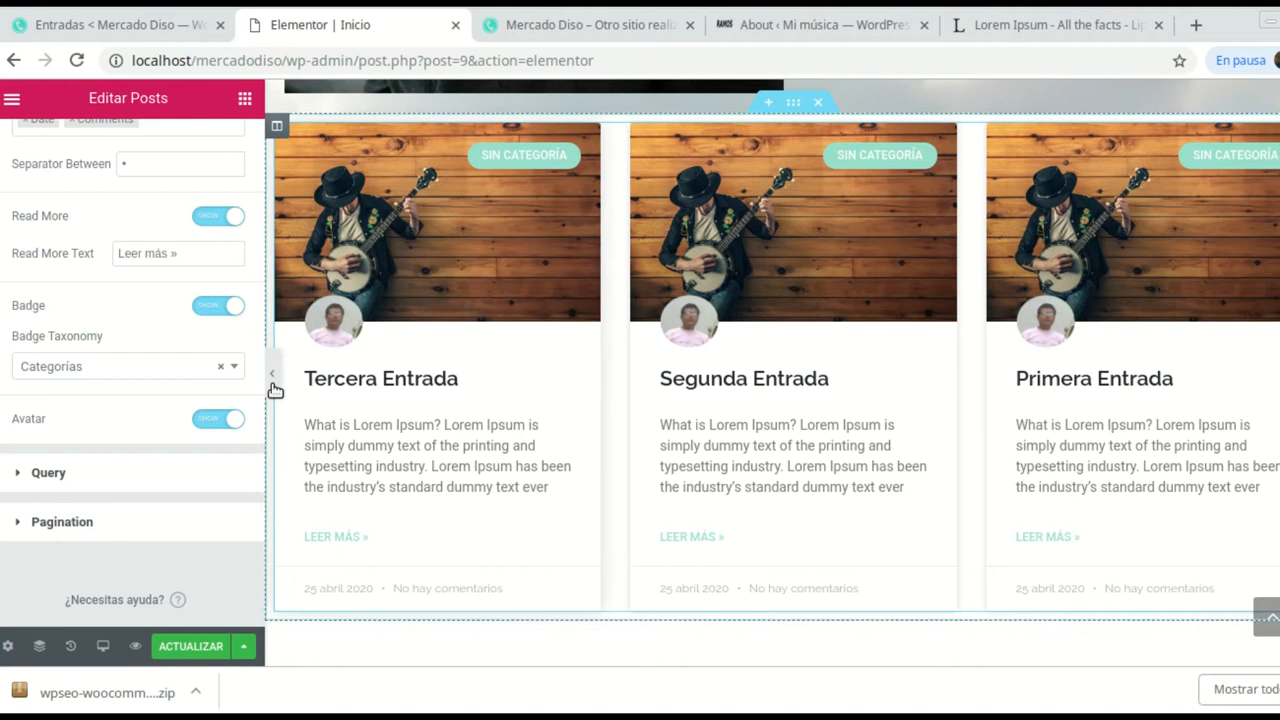 Entradas < Mercado Diso — Wo
Elementor | Inicio
Mercado Diso – Otro sitio realiz
About ‹ Mi música — WordPres
Lorem Ipsum - All the facts - Lip
localhost/mercadodiso/wp-admin/post.php?post=9&action=elementor
En pausa
Editar Posts
× Date × Comments
Separator Between •
Read More SHOW
Read More Text Leer más »
Badge SHOW
Badge Taxonomy
Categorías
Avatar SHOW
Query
Pagination
¿Necesitas ayuda?
ACTUALIZAR
SIN CATEGORÍA
Tercera Entrada
What is Lorem Ipsum? Lorem Ipsum is
simply dummy text of the printing and
typesetting industry. Lorem Ipsum has been
the industry's standard dummy text ever
LEER MÁS »
25 abril 2020 • No hay comentarios
SIN CATEGORÍA
Segunda Entrada
What is Lorem Ipsum? Lorem Ipsum is
simply dummy text of the printing and
typesetting industry. Lorem Ipsum has been
the industry's standard dummy text ever
LEER MÁS »
25 abril 2020 • No hay comentarios
SIN CATEGORÍA
Primera Entrada
What is Lorem Ipsum? Lorem Ipsum is
simply dummy text of the printing and
typesetting industry. Lorem Ipsum has been
the industry's standard dummy text ever
LEER MÁS »
25 abril 2020 • No hay comentarios
wpseo-woocomm....zip
Mostrar tod